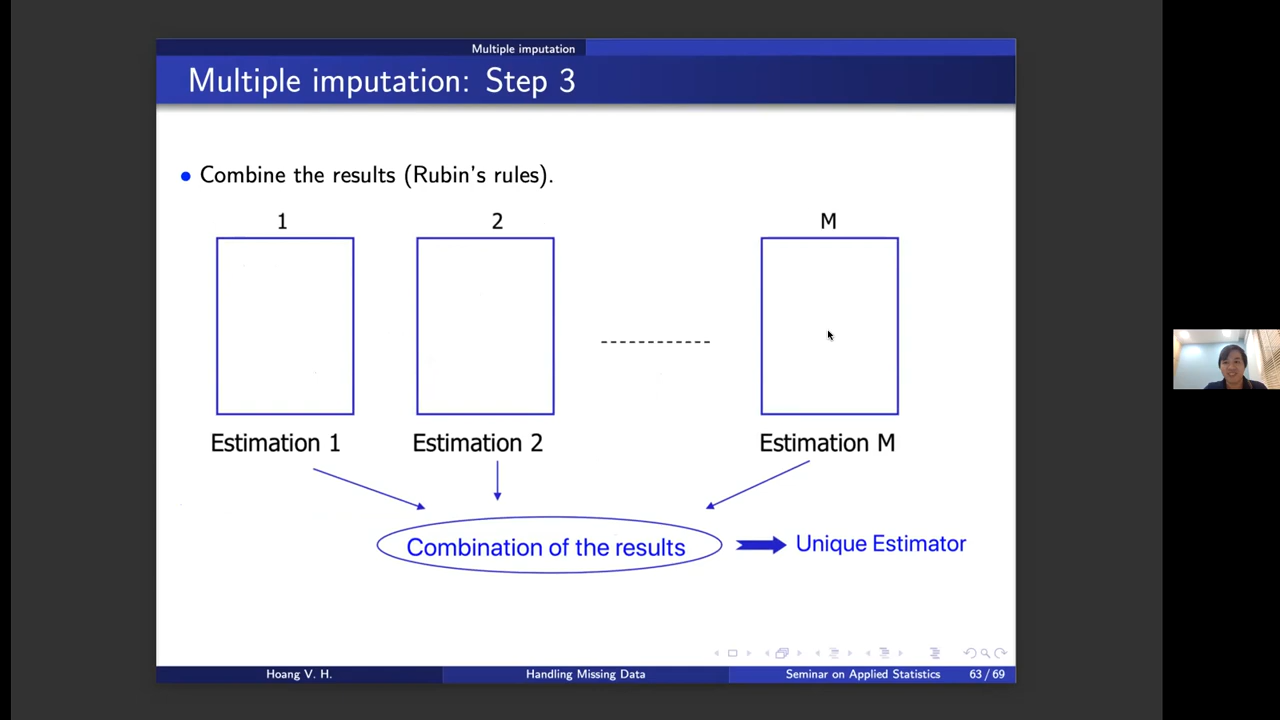 Multiple imputation
Multiple imputation: Step 3
Combine the results (Rubin's rules).
1 2 M
Estimation 1 Estimation 2 Estimation M
Combination of the results Unique Estimator
Hoang V. H. Handling Missing Data Seminar on Applied Statistics 63 / 69